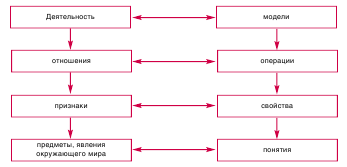 Деятельность
модели
отношения
операции
признаки
свойства
предметы, явления
окружающего мира
понятия